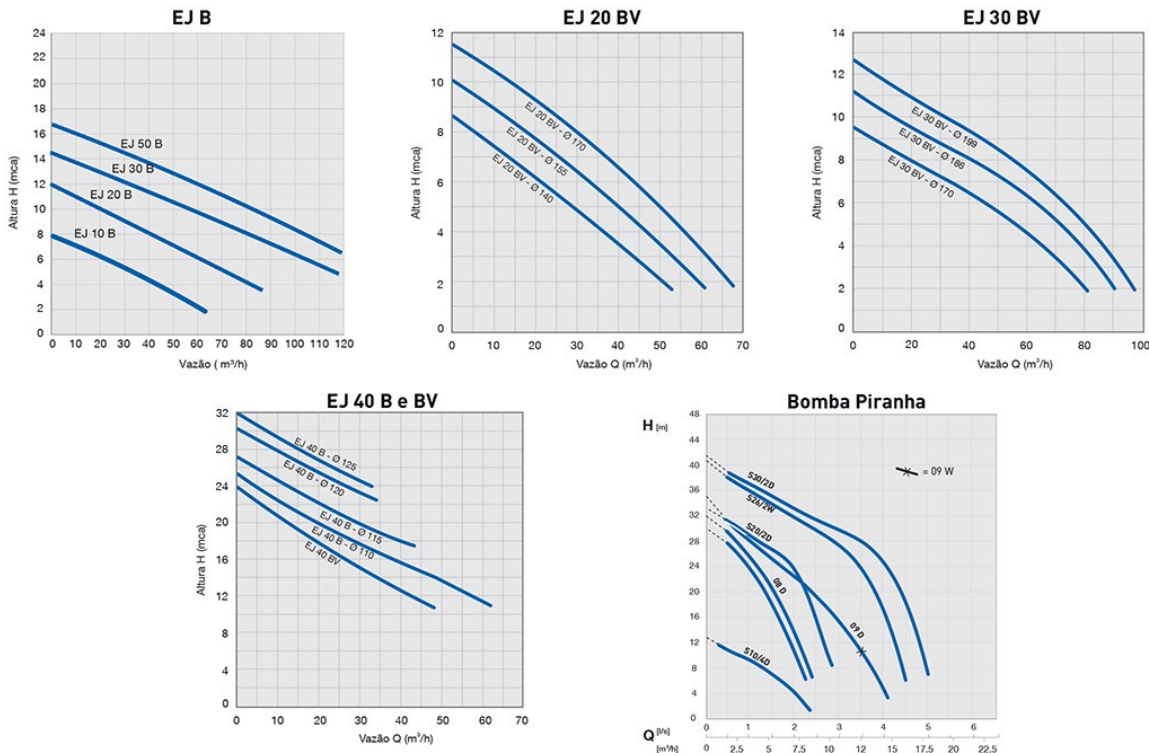 EJ B
24
22
20
18
16
14
12
10
8
6
4
2
0
Altura H (mca)
EJ 50 B
EJ 30 B
EJ 20 B
EJ 10 B
0 10 20 30 40 50 60 70 80 90 100 110 120
Vazão ( m³/h)
EJ 20 BV
12
10
8
6
4
2
0
Altura H (mca)
EJ 20 BV - Ø 170
EJ 20 BV - Ø 155
EJ 20 BV - Ø 140
0 10 20 30 40 50 60 70
Vazão Q (m³/h)
EJ 30 BV
14
12
10
8
6
4
2
0
Altura H (mca)
EJ 30 BV - Ø 199
EJ 30 BV - Ø 186
EJ 30 BV - Ø 170
0 20 40 60 80 100
Vazão Q (m³/h)
EJ 40 B e BV
32
28
24
20
16
12
8
4
0
Altura H (mca)
EJ 40 B - Ø 125
EJ 40 B - Ø 120
EJ 40 B - Ø 115
EJ 40 B - Ø 110
EJ 40 BV
0 10 20 30 40 50 60 70
Vazão Q (m³/h)
Bomba Piranha
H [m]
48
44
40
36
32
28
24
20
16
12
8
4
0
= 09 W
S30/2D
S26/2W
S20/2D
08 D
09 D
S10/4D
Q [l/s] 0 1 2 3 4 5 6
[m³/h] 0 2,5 5 7,5 10 12 15 17,5 20 22,5